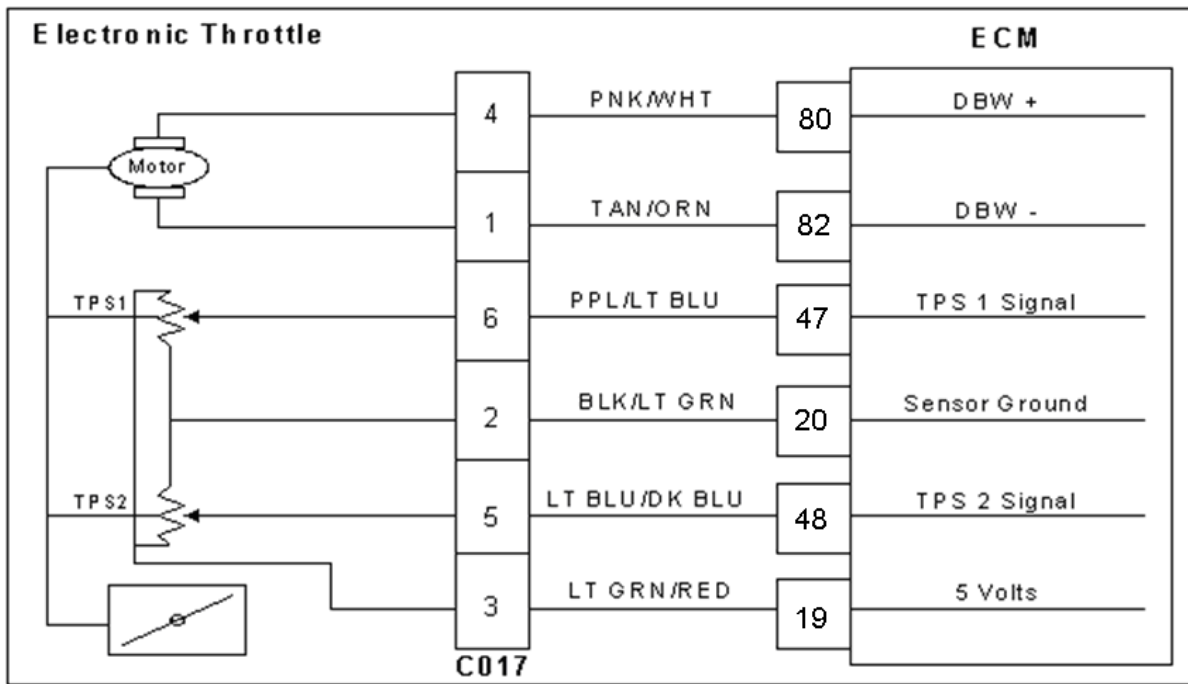 Electronic Throttle
ECM
4 PNK/WHT 80 DBW +
Motor
1 TAN/ORN 82 DBW -
TPS1 6 PPL/LT BLU 47 TPS 1 Signal
2 BLK/LT GRN 20 Sensor Ground
TPS2 5 LT BLU/DK BLU 48 TPS 2 Signal
3 LT GRN/RED 19 5 Volts
C017